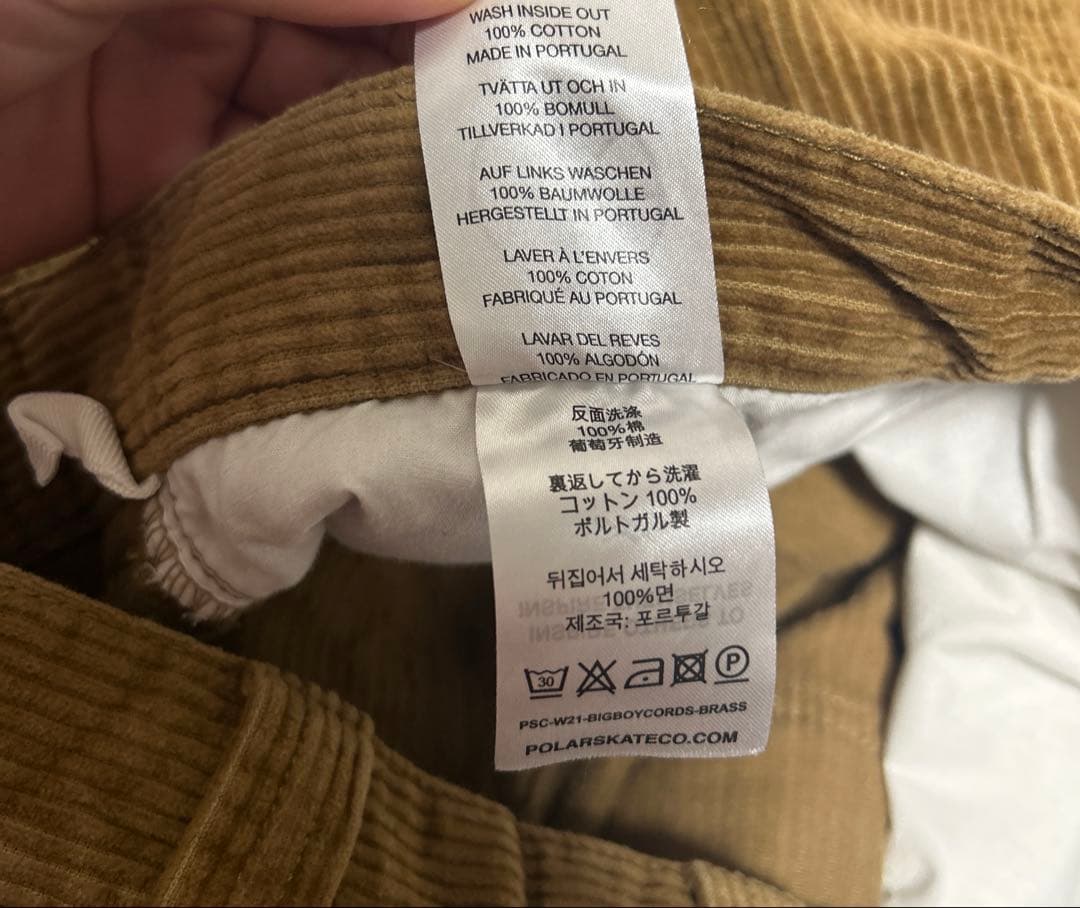 WASH INSIDE OUT
100% COTTON
MADE IN PORTUGAL
TVÄTTA UT OCH IN
100% BOMULL
TILLVERKAD I PORTUGAL
AUF LINKS WASCHEN
100% BAUMWOLLE
HERGESTELLT IN PORTUGAL
LAVER À L'ENVERS
100% COTON
FABRIQUÉ AU PORTUGAL
LAVAR DEL REVES
100% ALGODÓN
FABRICADO EN PORTUGAL
反面洗涤
100%棉
葡萄牙制造
裏返してから洗濯
コットン 100%
ポルトガル製
뒤집어서 세탁하시오
100%면
제조국: 포르투갈
30 P
PSC-W21-BIGBOYCORDS-BRASS
POLARSKATECO.COM